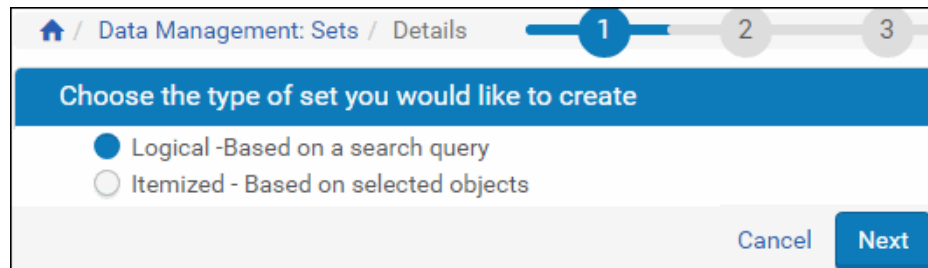 / Data Management: Sets / Details 1 2 3
Choose the type of set you would like to create
Logical -Based on a search query
Itemized - Based on selected objects
Cancel Next